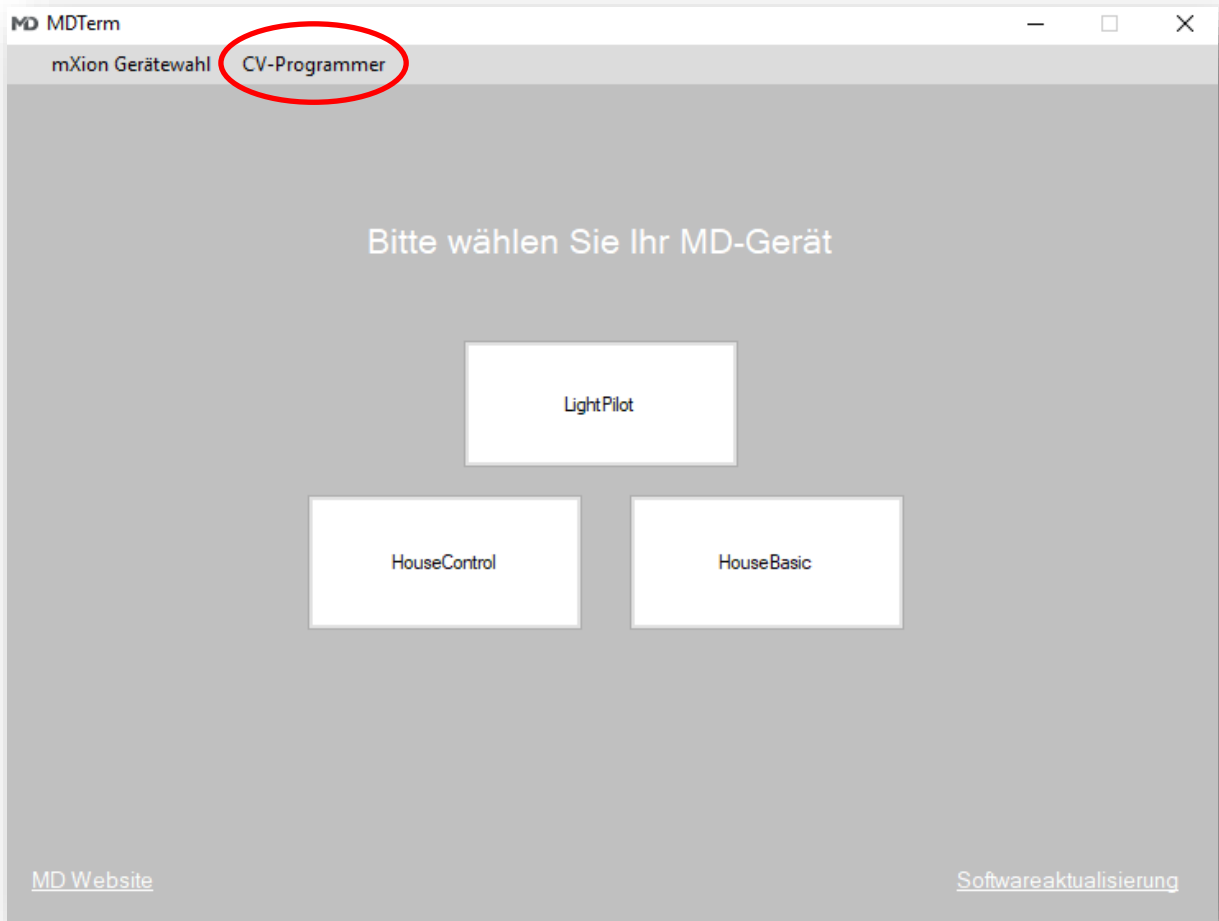 MD MDTerm
mXion Gerätewahl CV-Programmer
Bitte wählen Sie Ihr MD-Gerät
LightPilot
HouseControl HouseBasic
MD Website Softwareaktualisierung